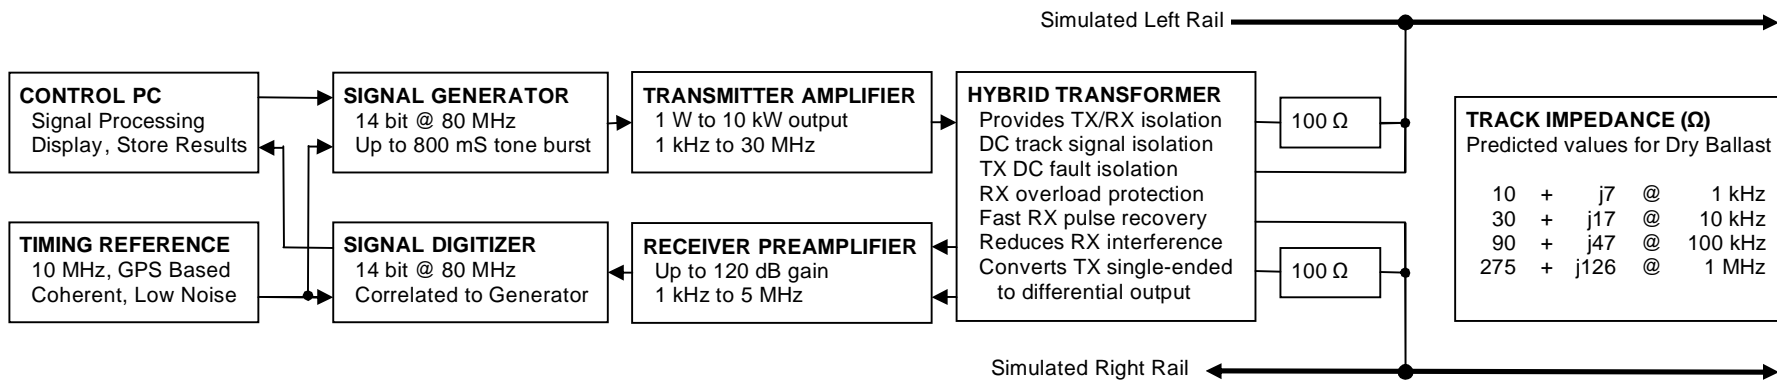 Simulated Left Rail
CONTROL PC
Signal Processing
Display, Store Results
SIGNAL GENERATOR
14 bit @ 80 MHz
Up to 800 mS tone burst
TRANSMITTER AMPLIFIER
1 W to 10 kW output
1 kHz to 30 MHz
HYBRID TRANSFORMER
Provides TX/RX isolation
DC track signal isolation
TX DC fault isolation
RX overload protection
Fast RX pulse recovery
Reduces RX interference
Converts TX single-ended
to differential output
100 Ω
100 Ω
TRACK IMPEDANCE (Ω)
Predicted values for Dry Ballast
10 + j7 @ 1 kHz
30 + j17 @ 10 kHz
90 + j47 @ 100 kHz
275 + j126 @ 1 MHz
TIMING REFERENCE
10 MHz, GPS Based
Coherent, Low Noise
SIGNAL DIGITIZER
14 bit @ 80 MHz
Correlated to Generator
RECEIVER PREAMPLIFIER
Up to 120 dB gain
1 kHz to 5 MHz
Simulated Right Rail